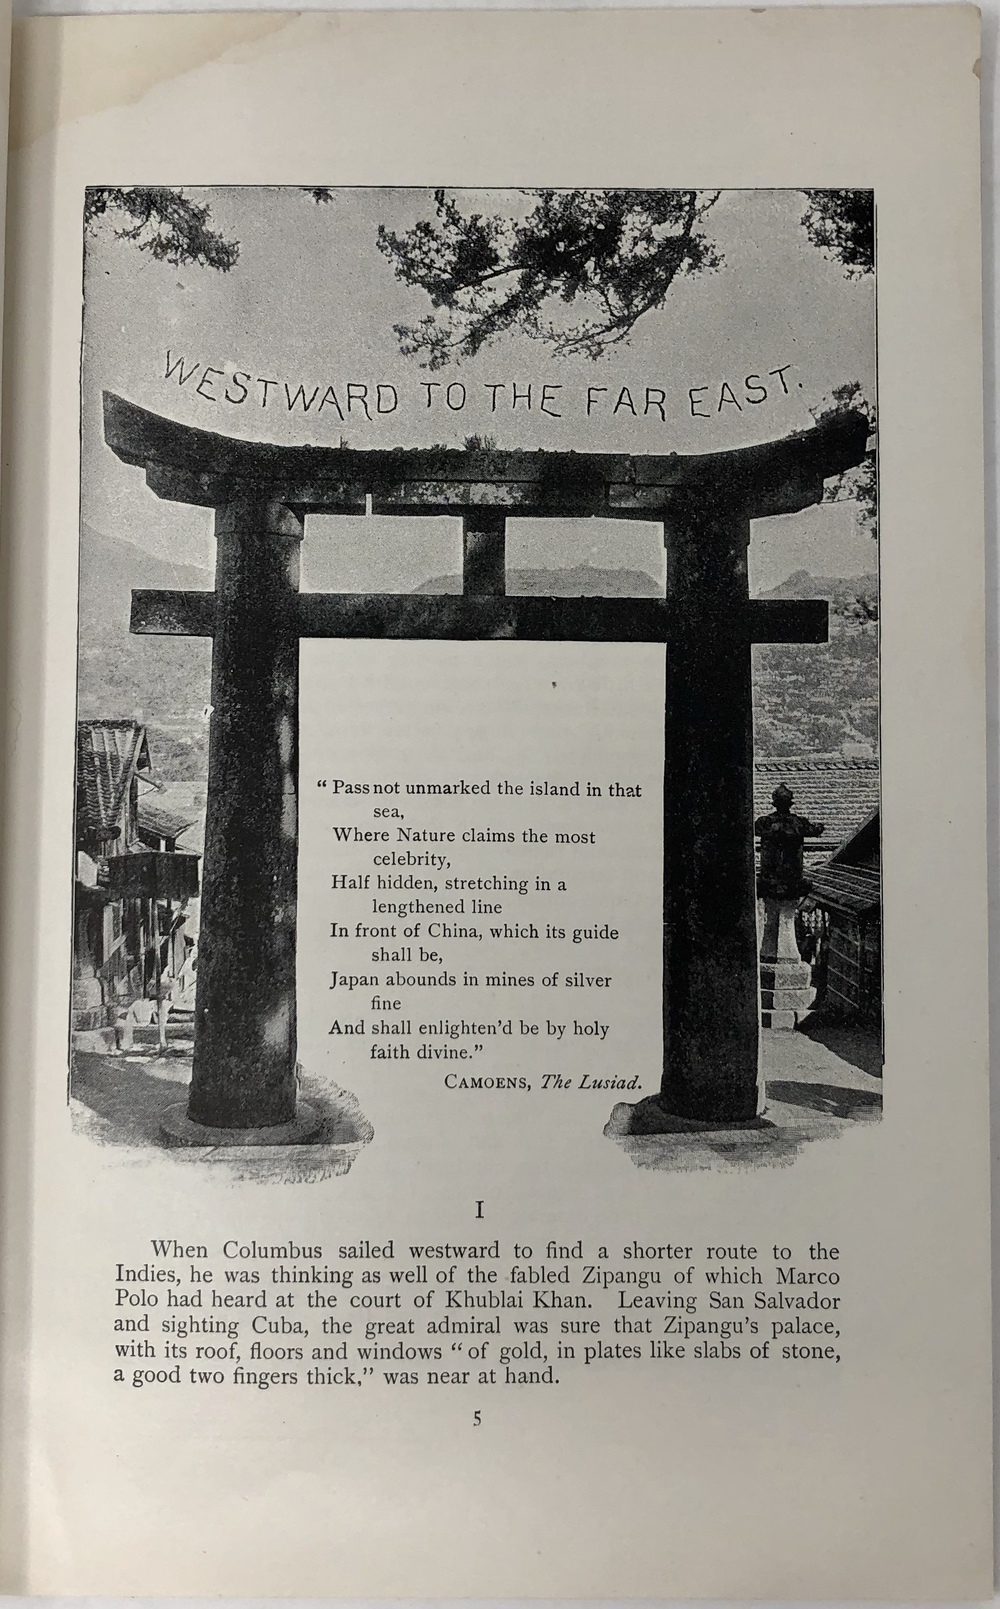 WESTWARD TO THE FAR EAST.
“ Pass not unmarked the island in that
sea,
Where Nature claims the most
celebrity,
Half hidden, stretching in a
lengthened line
In front of China, which its guide
shall be,
Japan abounds in mines of silver
fine
And shall enlighten’d be by holy
faith divine.”
CAMOENS, The Lusiad.
I
When Columbus sailed westward to find a shorter route to the
Indies, he was thinking as well of the fabled Zipangu of which Marco
Polo had heard at the court of Khublai Khan. Leaving San Salvador
and sighting Cuba, the great admiral was sure that Zipangu’s palace,
with its roof, floors and windows “ of gold, in plates like slabs of stone,
a good two fingers thick,” was near at hand.
5